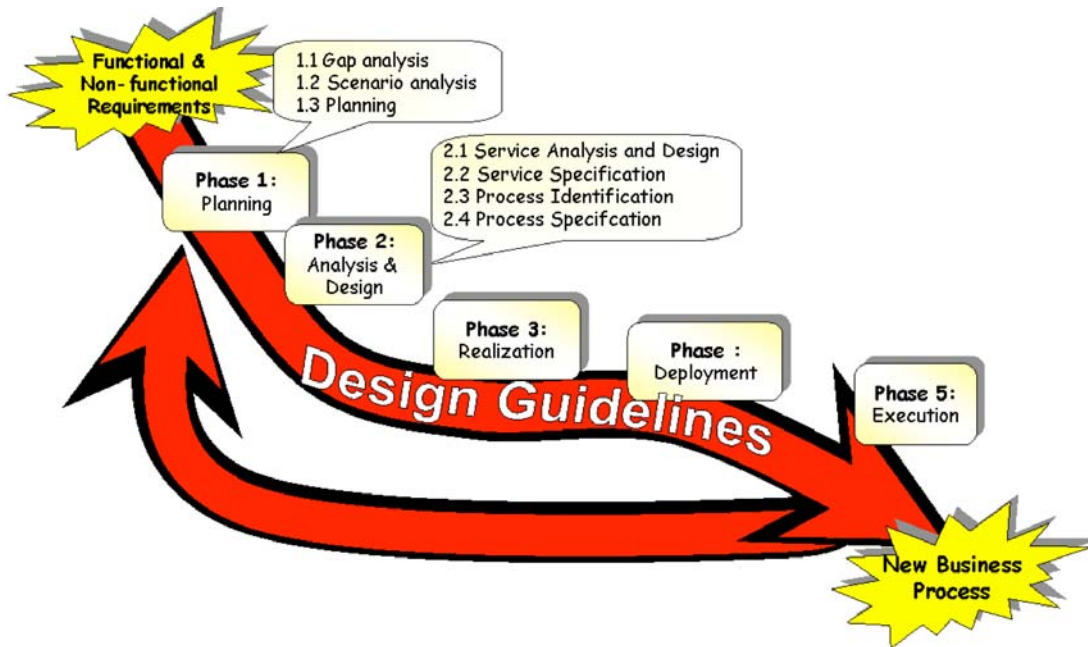 Functional &
Non-functional
Requirements
1.1 Gap analysis
1.2 Scenario analysis
1.3 Planning
Phase 1:
Planning
2.1 Service Analysis and Design
2.2 Service Specification
2.3 Process Identification
2.4 Process Specifcation
Phase 2:
Analysis &
Design
Phase 3:
Realization
Phase :
Deployment
Phase 5:
Execution
Design Guidelines
New Business
Process